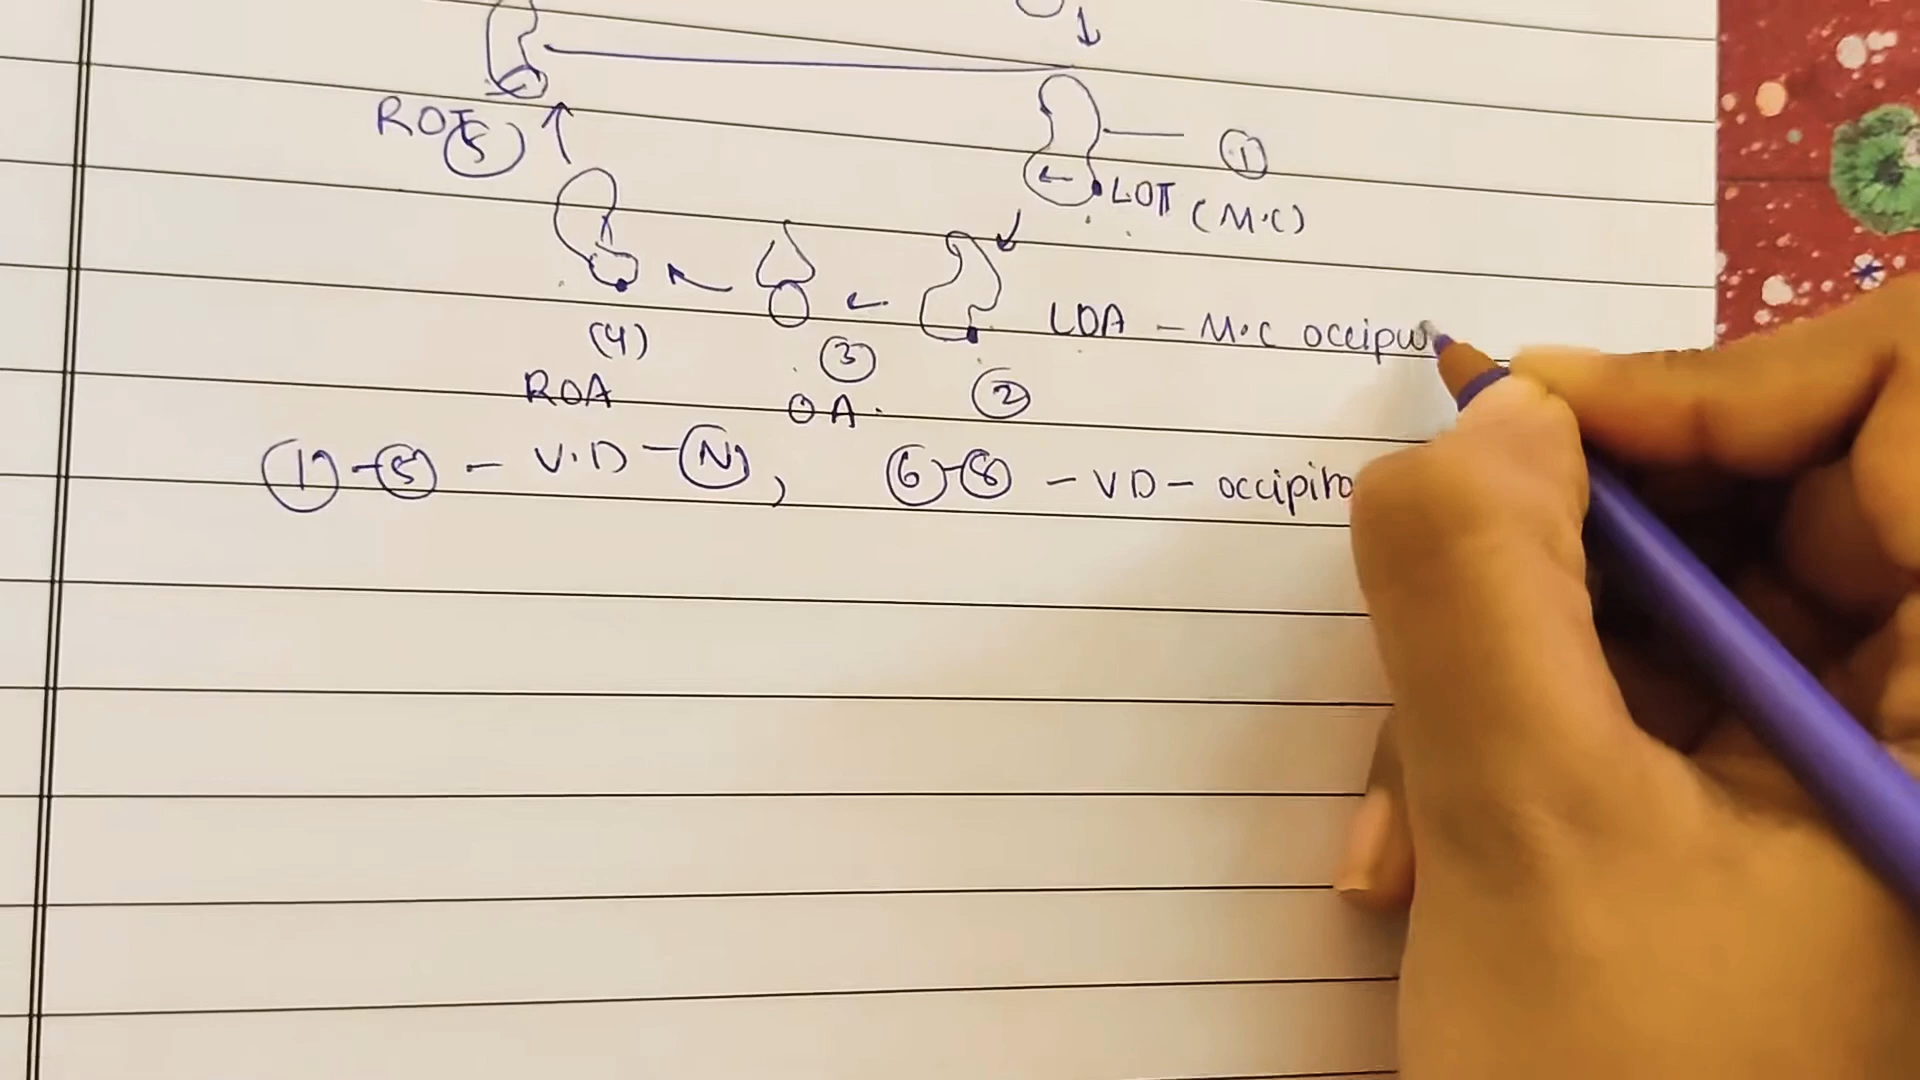 ROT
5
1
LOT (M.C)
LOA - M.C occipu
(4)
3
2
ROA
OA.
1-5 - V.D - N, 6-8 - VD - occipito